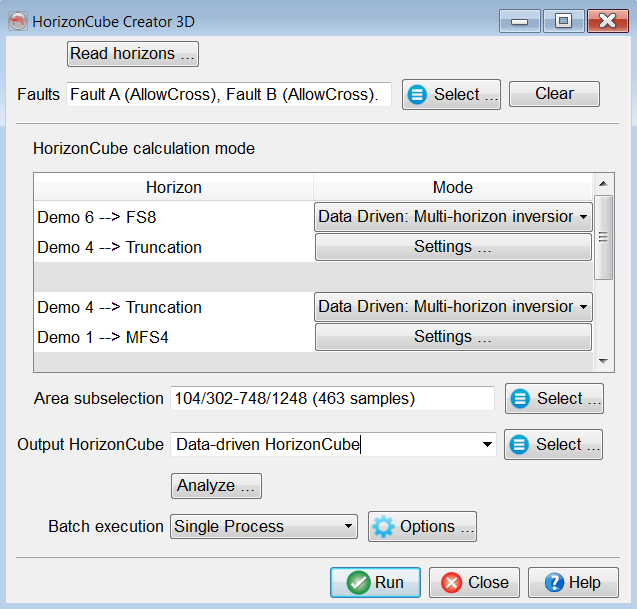 HorizonCube Creator 3D
Read horizons ...
Faults Fault A (AllowCross), Fault B (AllowCross). Select ... Clear
HorizonCube calculation mode
Horizon Mode
Demo 6 --> FS8 Data Driven: Multi-horizon inversior
Demo 4 --> Truncation Settings ...
Demo 4 --> Truncation Data Driven: Multi-horizon inversior
Demo 1 --> MFS4 Settings ...
Area subselection 104/302-748/1248 (463 samples) Select ...
Output HorizonCube Data-driven HorizonCube Select ...
Analyze ...
Batch execution Single Process Options ...
Run Close Help